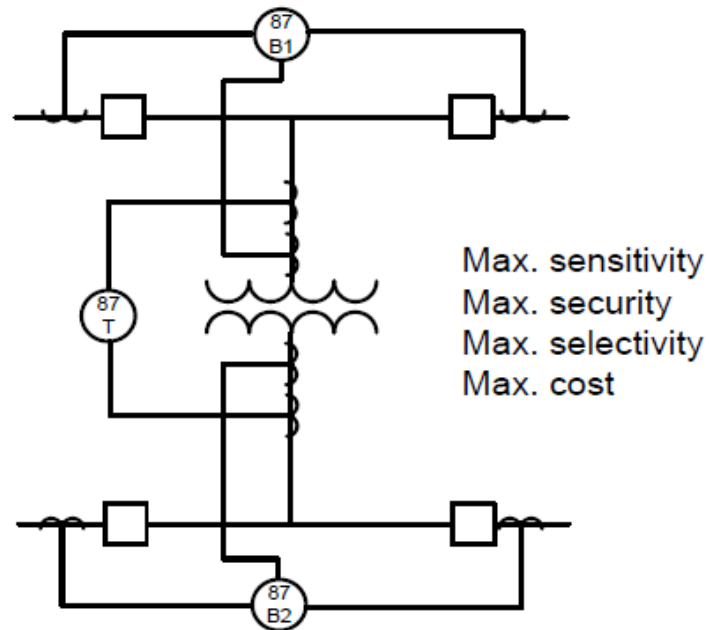 87
B1
Max. sensitivity
Max. security
Max. selectivity
Max. cost
87
T
87
B2